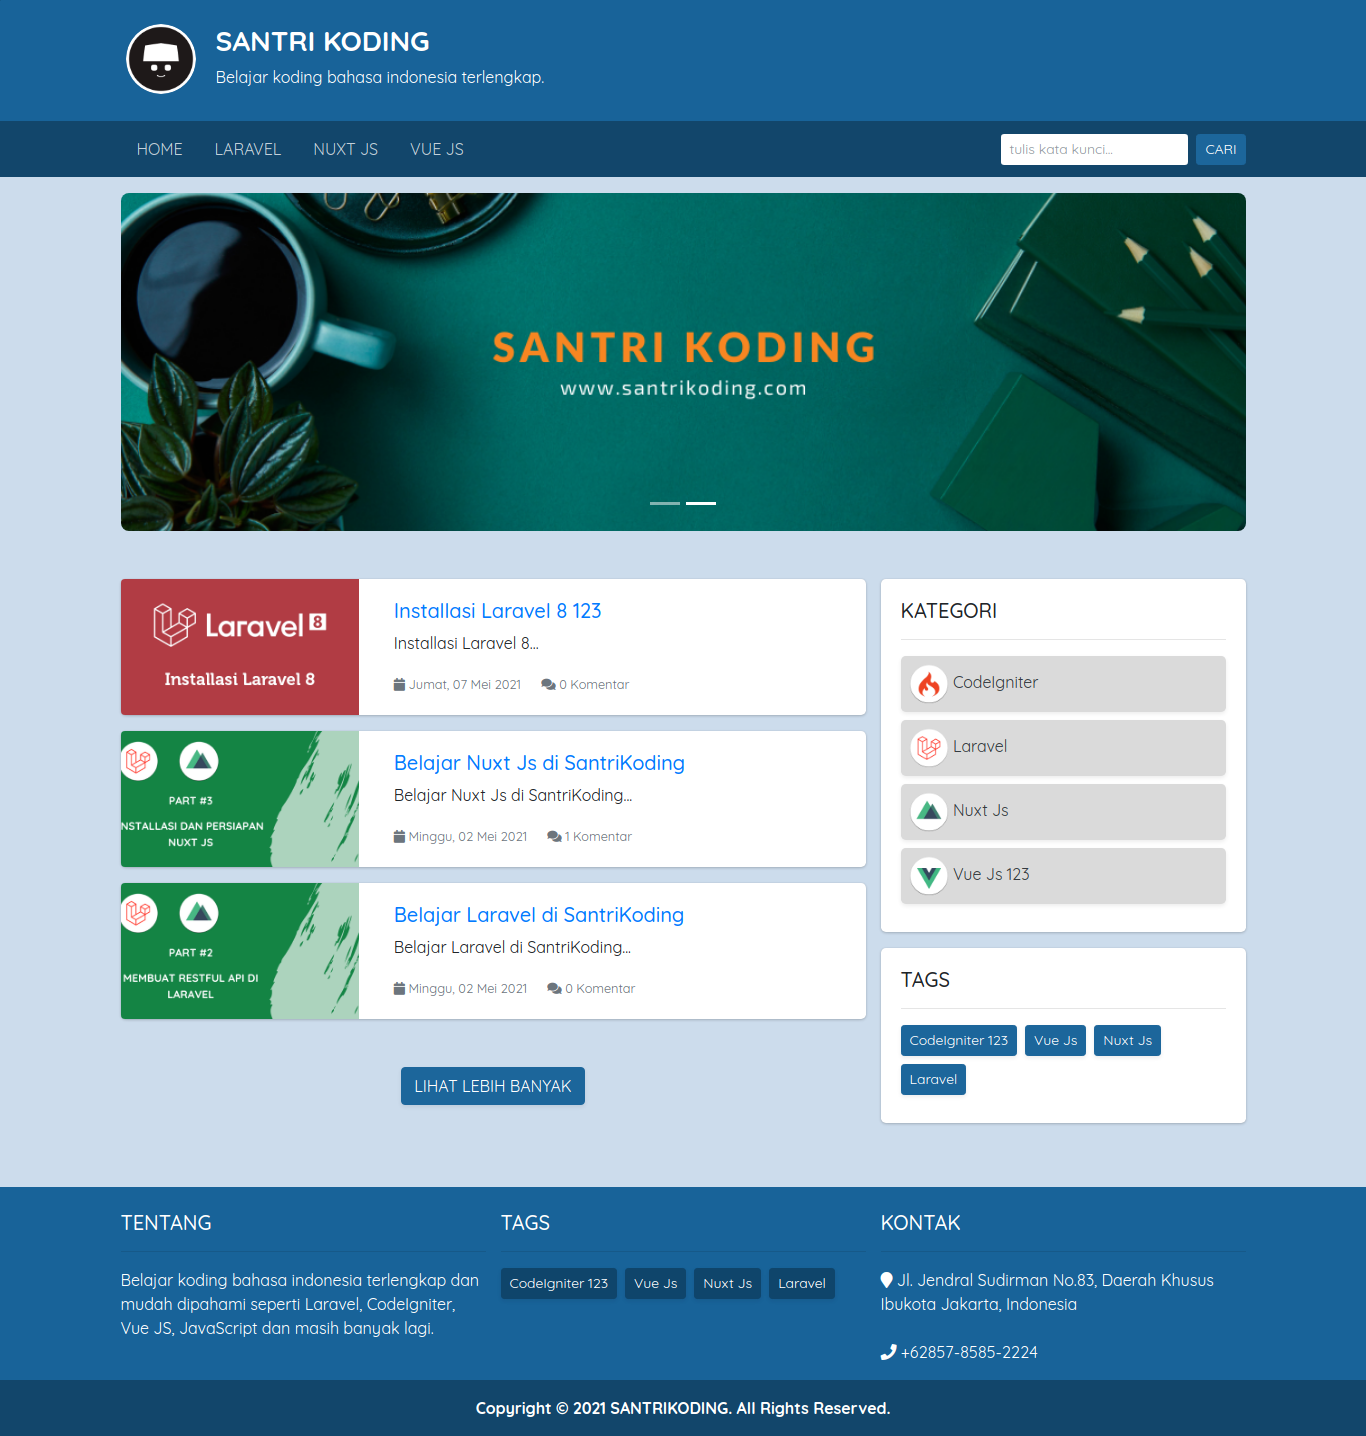 SANTRI KODING
Belajar koding bahasa indonesia terlengkap.
HOME LARAVEL NUXT JS VUE JS
tulis kata kunci... CARI
SANTRI KODING
www.santrikoding.com
Laravel 8
Installasi Laravel 8
Installasi Laravel 8 123
Installasi Laravel 8...
Jumat, 07 Mei 2021 0 Komentar
PART #3
NSTALLASI DAN PERSIAPAN
NUXT JS
Belajar Nuxt Js di SantriKoding
Belajar Nuxt Js di SantriKoding...
Minggu, 02 Mei 2021 1 Komentar
PART #2
MEMBUAT RESTFUL API DI
LARAVEL
Belajar Laravel di SantriKoding
Belajar Laravel di SantriKoding...
Minggu, 02 Mei 2021 0 Komentar
LIHAT LEBIH BANYAK
KATEGORI
CodeIgniter
Laravel
Nuxt Js
Vue Js 123
TAGS
CodeIgniter 123 Vue Js Nuxt Js
Laravel
TENTANG
Belajar koding bahasa indonesia terlengkap dan
mudah dipahami seperti Laravel, CodeIgniter,
Vue JS, JavaScript dan masih banyak lagi.
TAGS
CodeIgniter 123 Vue Js Nuxt Js Laravel
KONTAK
Jl. Jendral Sudirman No.83, Daerah Khusus
Ibukota Jakarta, Indonesia
+62857-8585-2224
Copyright © 2021 SANTRIKODING. All Rights Reserved.